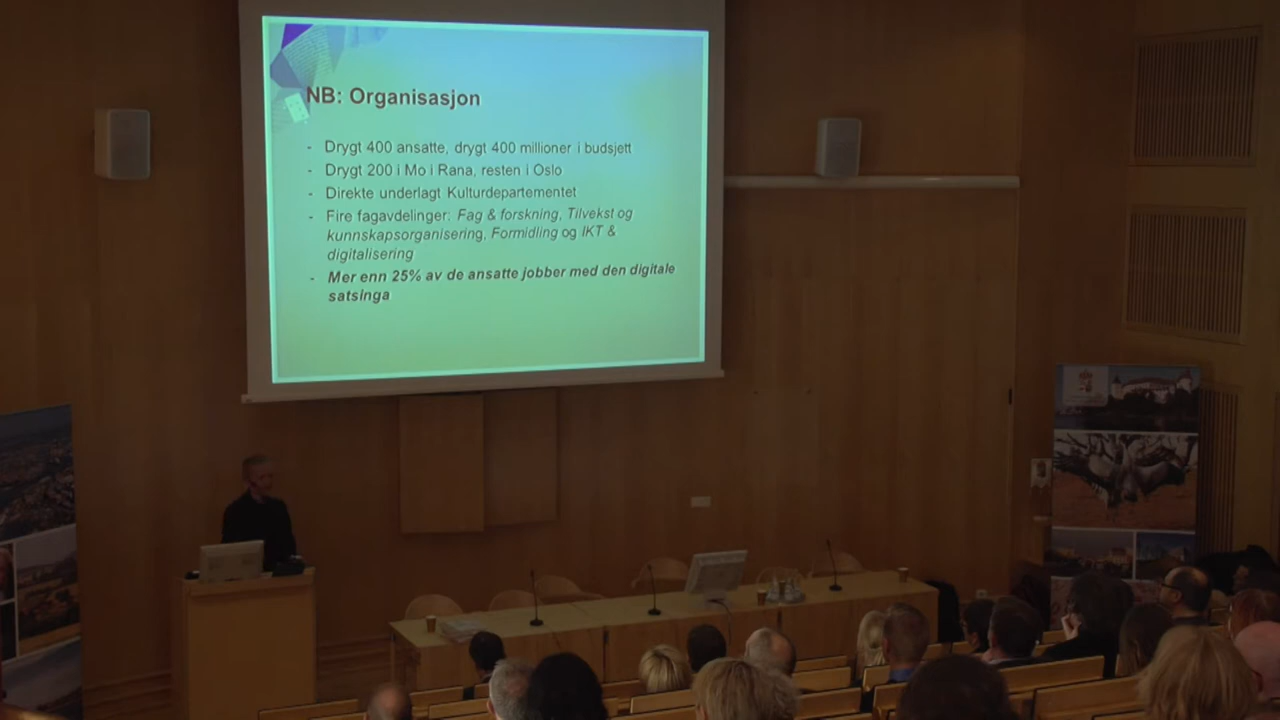 NB: Organisasjon
- Drygt 400 ansatte, drygt 400 millioner i budsjett
- Drygt 200 i Mo i Rana, resten i Oslo
- Direkte underlagt Kulturdepartementet
- Fire fagavdelinger: Fag & forskning, Tilvekst og
kunnskapsorganisering, Formidling og IKT &
digitalisering
- Mer enn 25% av de ansatte jobber med den digitale
satsinga